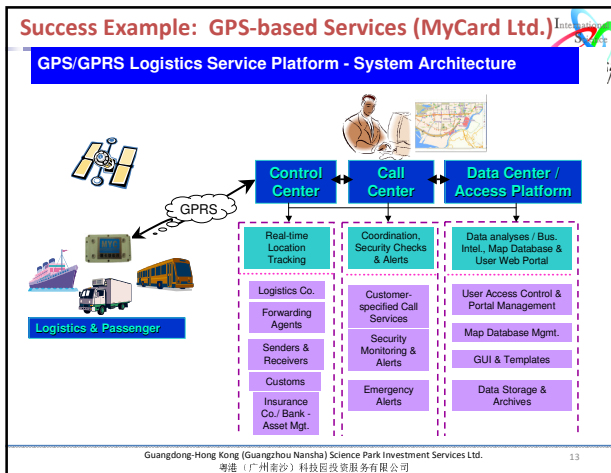 Success Example: GPS-based Services (MyCard Ltd.)
International
GPS/GPRS Logistics Service Platform - System Architecture
Control
Center
Call
Center
Data Center /
Access Platform
GPRS
MYC
Real-time
Location
Tracking
Coordination,
Security Checks
& Alerts
Data analyses / Bus.
Intel., Map Database &
User Web Portal
Logistics & Passenger
Logistics Co.
Forwarding
Agents
Senders &
Receivers
Customs
Insurance
Co./ Bank -
Asset Mgt.
Customer-
specified Call
Services
Security
Monitoring &
Alerts
Emergency
Alerts
User Access Control &
Portal Management
Map Database Mgmt.
GUI & Templates
Data Storage &
Archives
Guangdong-Hong Kong (Guangzhou Nansha) Science Park Investment Services Ltd.
粤港（广州南沙）科技园投资服务有限公司
13